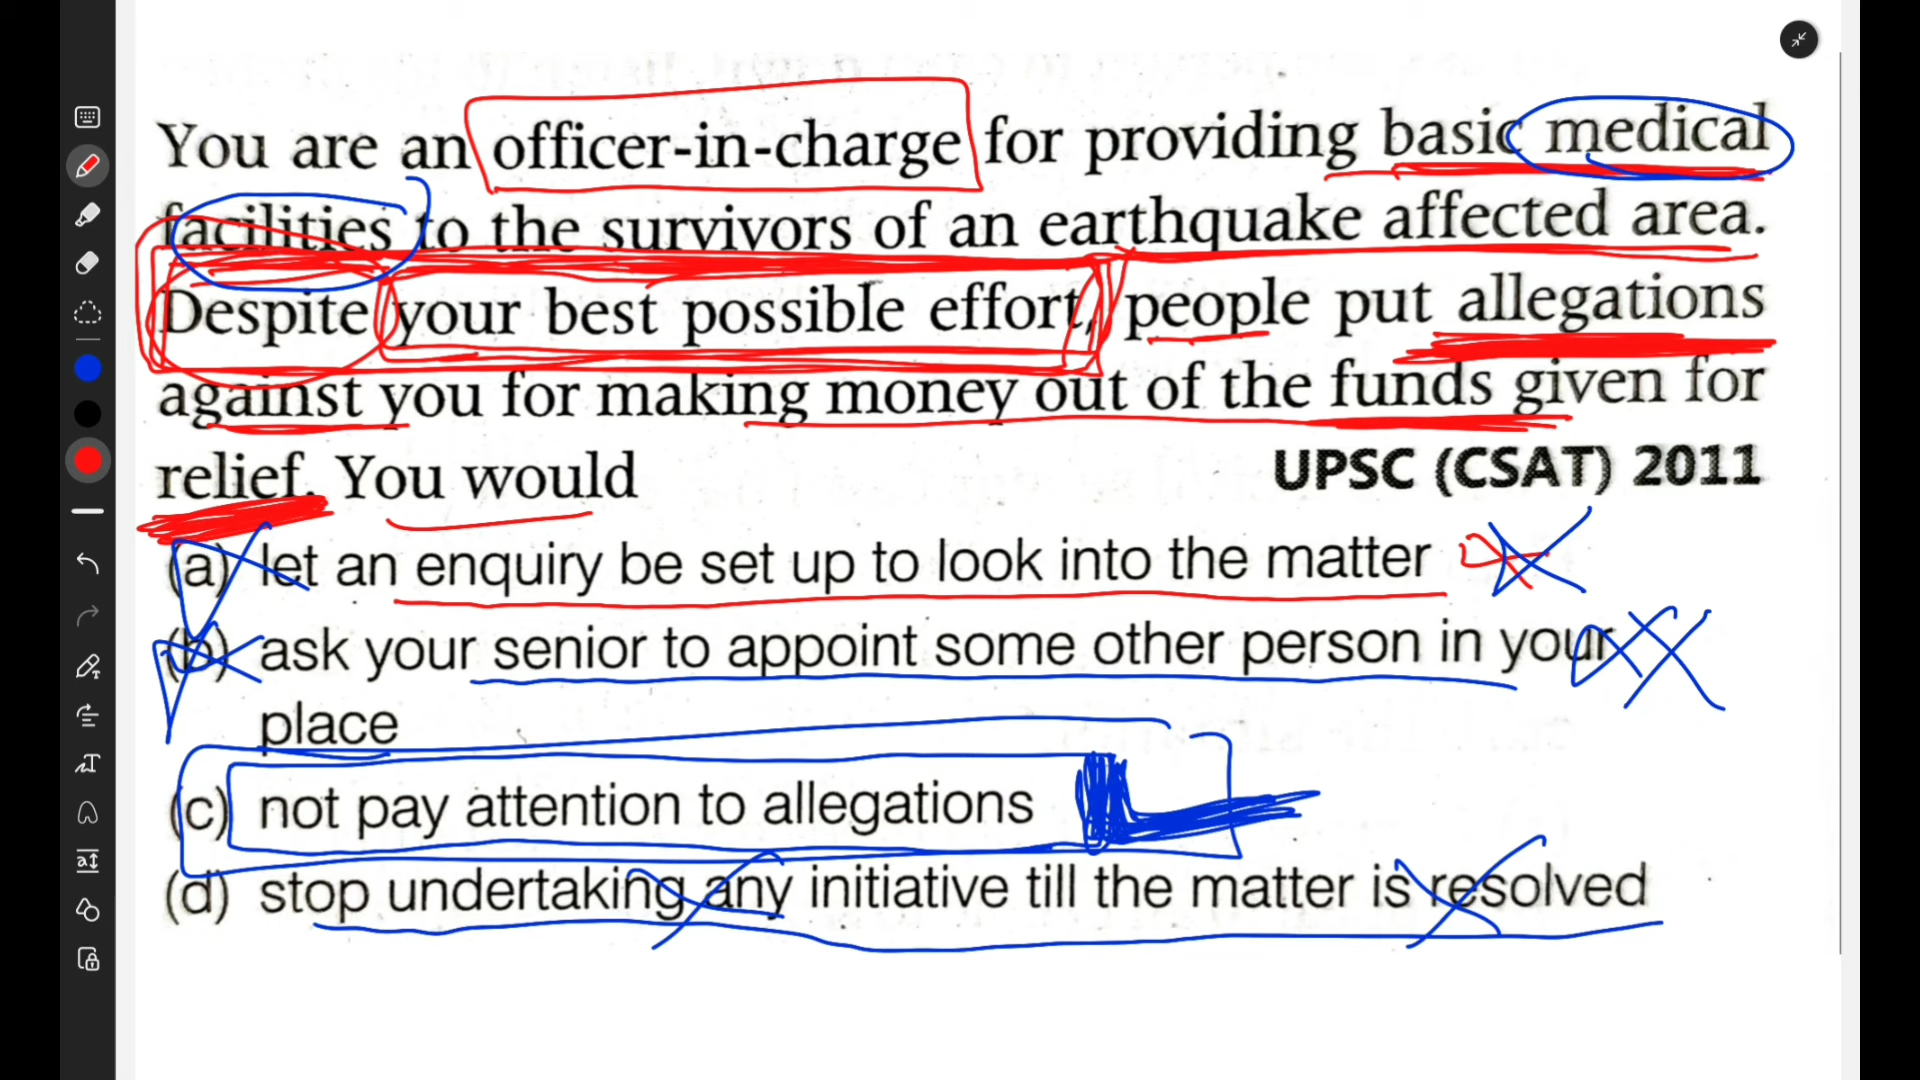 You are an officer-in-charge for providing basic medical
facilities to the survivors of an earthquake affected area.
Despite your best possible effort, people put allegations
against you for making money out of the funds given for
relief. You would UPSC (CSAT) 2011
(a) let an enquiry be set up to look into the matter
(b) ask your senior to appoint some other person in your
place
(c) not pay attention to allegations
(d) stop undertaking any initiative till the matter is resolved